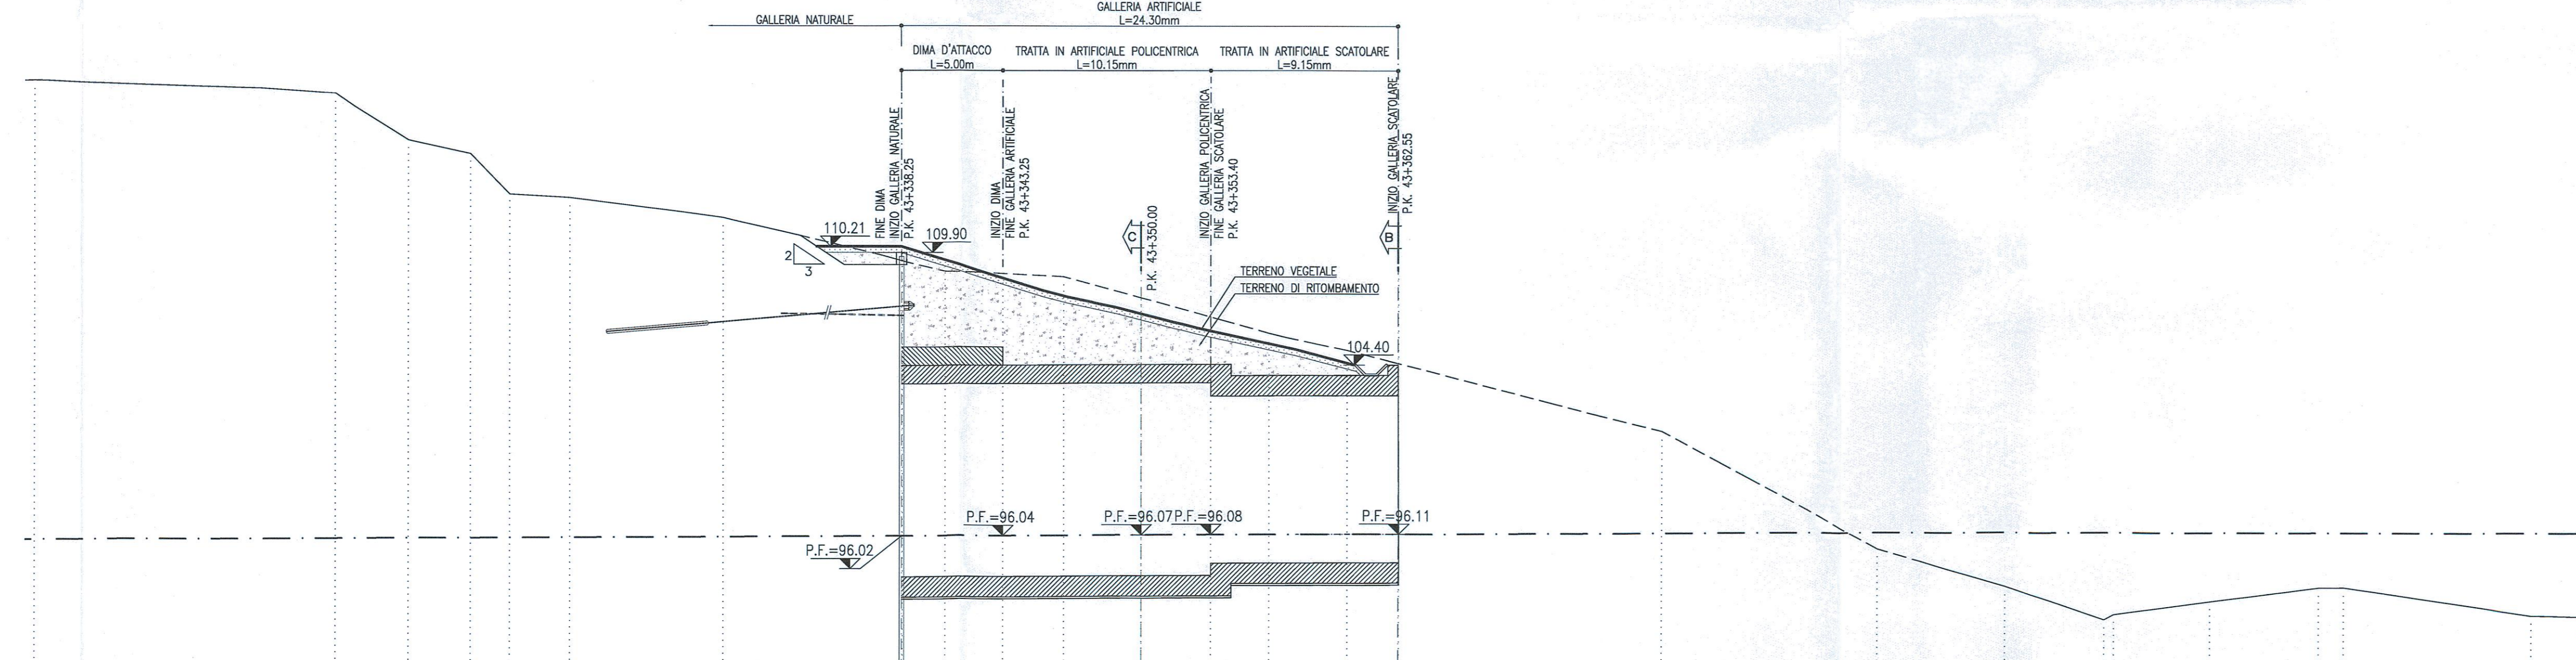 GALLERIA ARTIFICIALE
L=24.30mm
GALLERIA NATURALE
DIMA D'ATTACCO
L=5.00m
TRATTA IN ARTIFICIALE POLICENTRICA
L=10.15mm
TRATTA IN ARTIFICIALE SCATOLARE
L=9.15mm
FINE DIMA
INIZIO GALLERIA NATURALE
P.K. 43+338.25
INIZIO DIMA
FINE GALLERIA ARTIFICIALE
P.K. 43+343.25
C
P.K. 43+350.00
INIZIO GALLERIA POLICENTRICA
FINE GALLERIA SCATOLARE
P.K. 43+353.40
B
INIZIO GALLERIA SCATOLARE
P.K. 43+362.55
110.21
109.90
2
3
TERRENO VEGETALE
TERRENO DI RITOMBAMENTO
104.40
P.F.=96.04
P.F.=96.07
P.F.=96.08
P.F.=96.11
P.F.=96.02